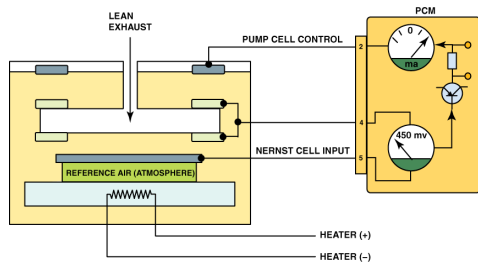 LEAN
EXHAUST
PCM
PUMP CELL CONTROL
2
0
ma
4
450 mv
NERNST CELL INPUT
5
REFERENCE AIR (ATMOSPHERE)
HEATER (+)
HEATER (–)